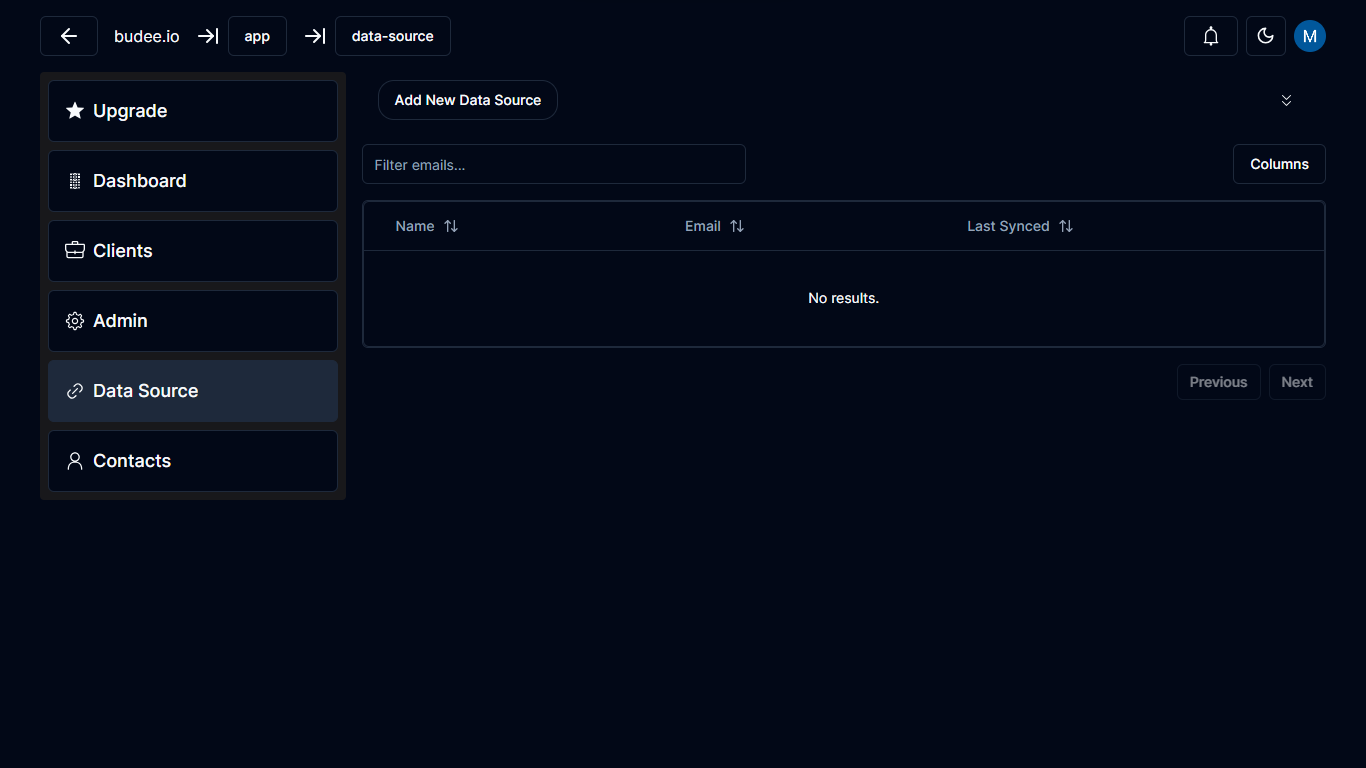 budee.io app data-source M
Upgrade
Dashboard
Clients
Admin
Data Source
Contacts
Add New Data Source
Filter emails... Columns
Name Email Last Synced
No results.
Previous Next